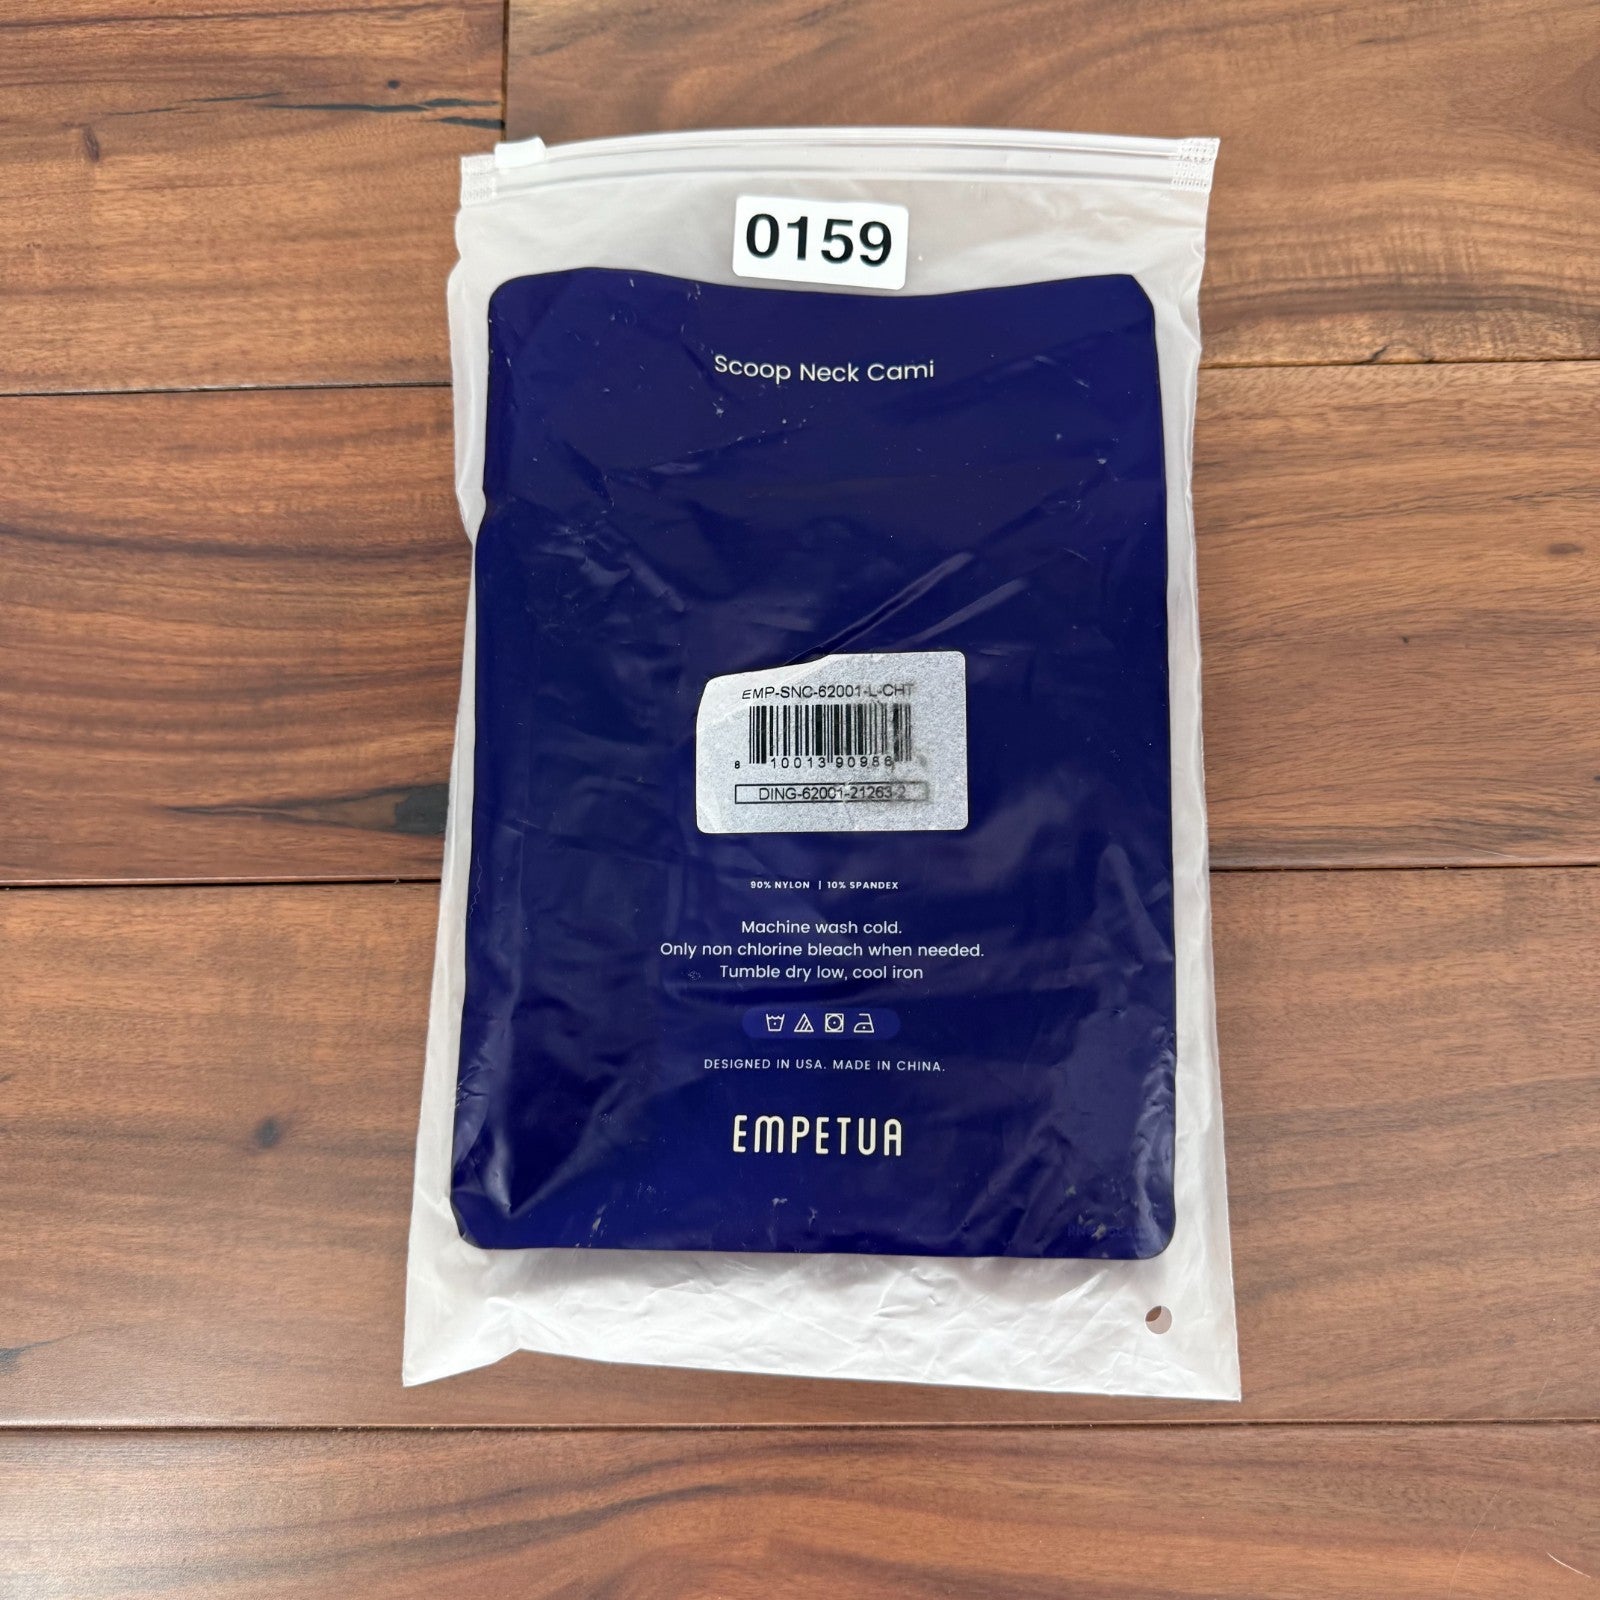 0159
Scoop Neck Cami
EMP-SNC-62001-L-CHT
8 10013 90986
DING-62001-21263-2
90% NYLON | 10% SPANDEX
Machine wash cold.
Only non chlorine bleach when needed.
Tumble dry low, cool iron
DESIGNED IN USA. MADE IN CHINA.
EMPETUA